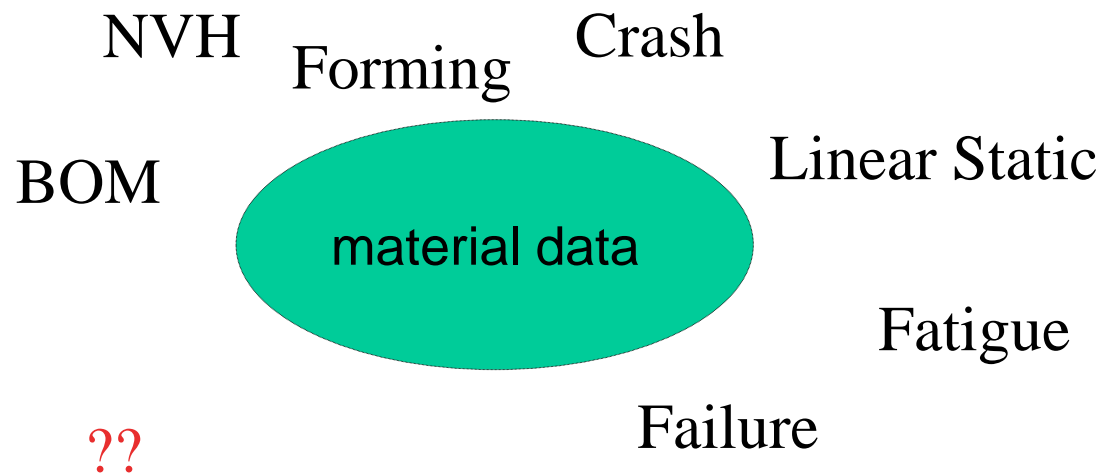 NVH
Forming
Crash
BOM
Linear Static
material data
Fatigue
Failure
??